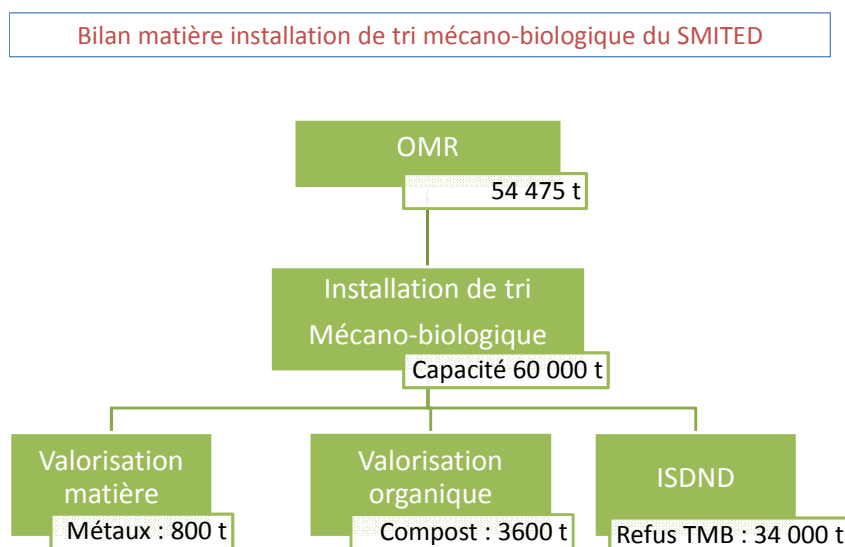 Bilan matière installation de tri mécano-biologique du SMITED
OMR
54 475 t
Installation de tri
Mécano-biologique
Capacité 60 000 t
Valorisation
matière
Métaux : 800 t
Valorisation
organique
Compost : 3600 t
ISDND
Refus TMB : 34 000 t